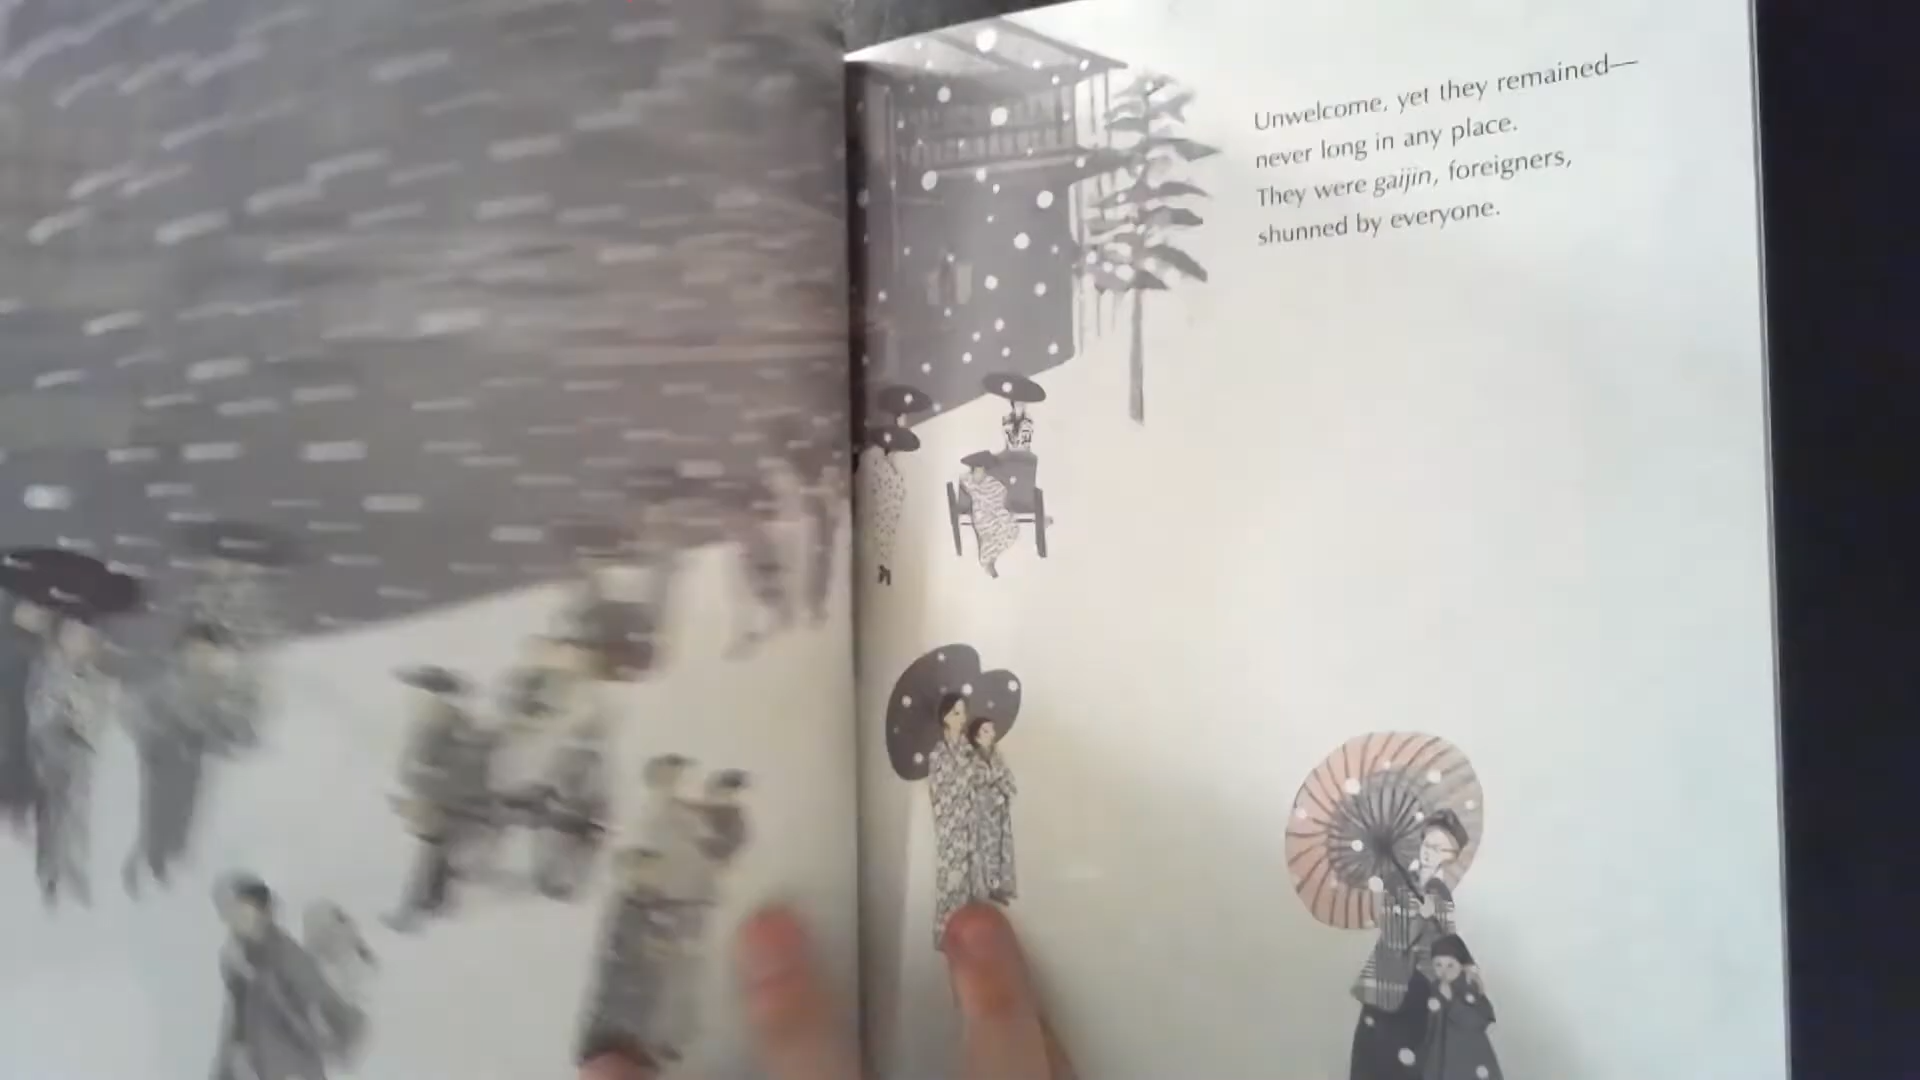 Unwelcome, yet they remained—
never long in any place.
They were gaijin, foreigners,
shunned by everyone.